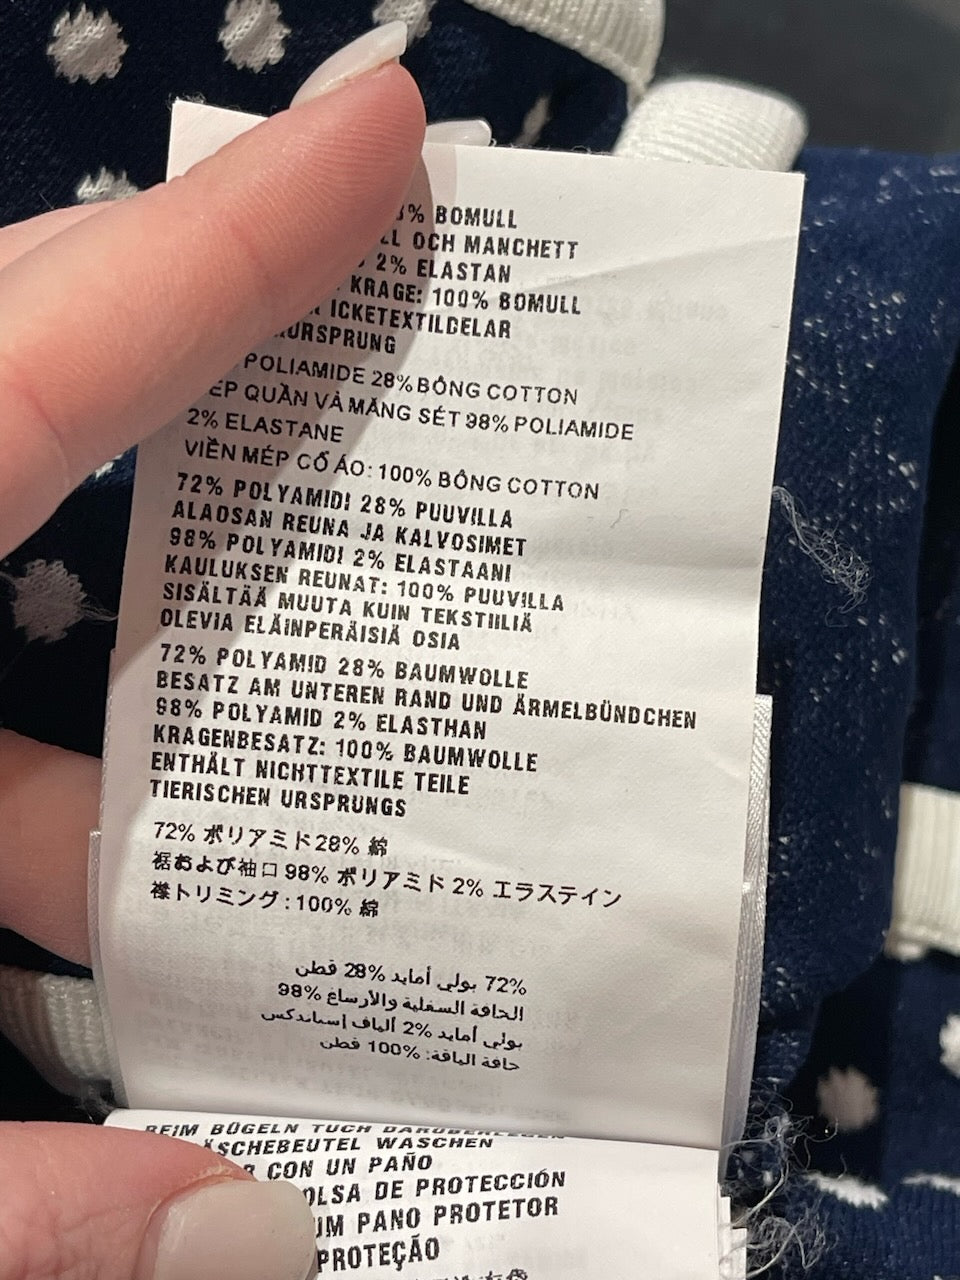 % BOMULL
OCH MANCHETT
2% ELASTAN
KRAGE: 100% BOMULL
ICKETEXTILDELAR
POLIAMIDE 28% BÔNG COTTON
QUẦN VÀ MĂNG SÉT 98% POLIAMIDE
2% ELASTANE
VIỀN MÉP CỔ ÁO: 100% BÔNG COTTON
72% POLYAMIDI 28% PUUVILLA
ALAOSAN REUNA JA KALVOSIMET
98% POLYAMIDI 2% ELASTAANI
KAULUKSEN REUNAT: 100% PUUVILLA
SISÄLTÄÄ MUUTA KUIN TEKSTIILIÄ
OLEVIA ELÄINPERÄISIÄ OSIA
72% POLYAMID 28% BAUMWOLLE
BESATZ AM UNTEREN RAND UND ÄRMELBÜNDCHEN
98% POLYAMID 2% ELASTHAN
KRAGENBESATZ: 100% BAUMWOLLE
ENTHÄLT NICHTTEXTILE TEILE
TIERISCHEN URSPRUNGS
72% ポリアミド 28% 綿
裾および袖口 98% ポリアミド 2% エラステイン
襟トリミング: 100% 綿
72% بولي أمايد 28% قطن
الحافة السفلية والأرساغ 98%
بولي أمايد 2% ألياف إسباندكس
حافة الياقة: 100% قطن
BEIM BÜGELN TUCH DARÜBERLEGEN
WASCHEN
CON UN PAÑO
DE PROTECCIÓN
PANO PROTETOR
PROTEÇÃO